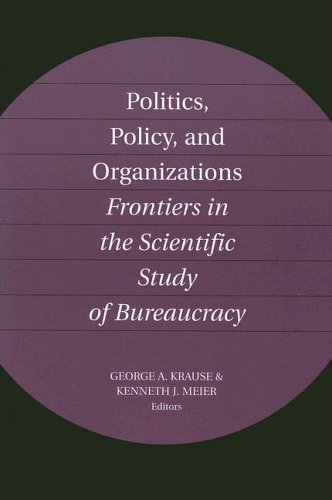 Politics,
Policy, and
Organizations
Frontiers in
the Scientific
Study
of Bureaucracy
GEORGE A. KRAUSE &
KENNETH J. MEIER
Editors